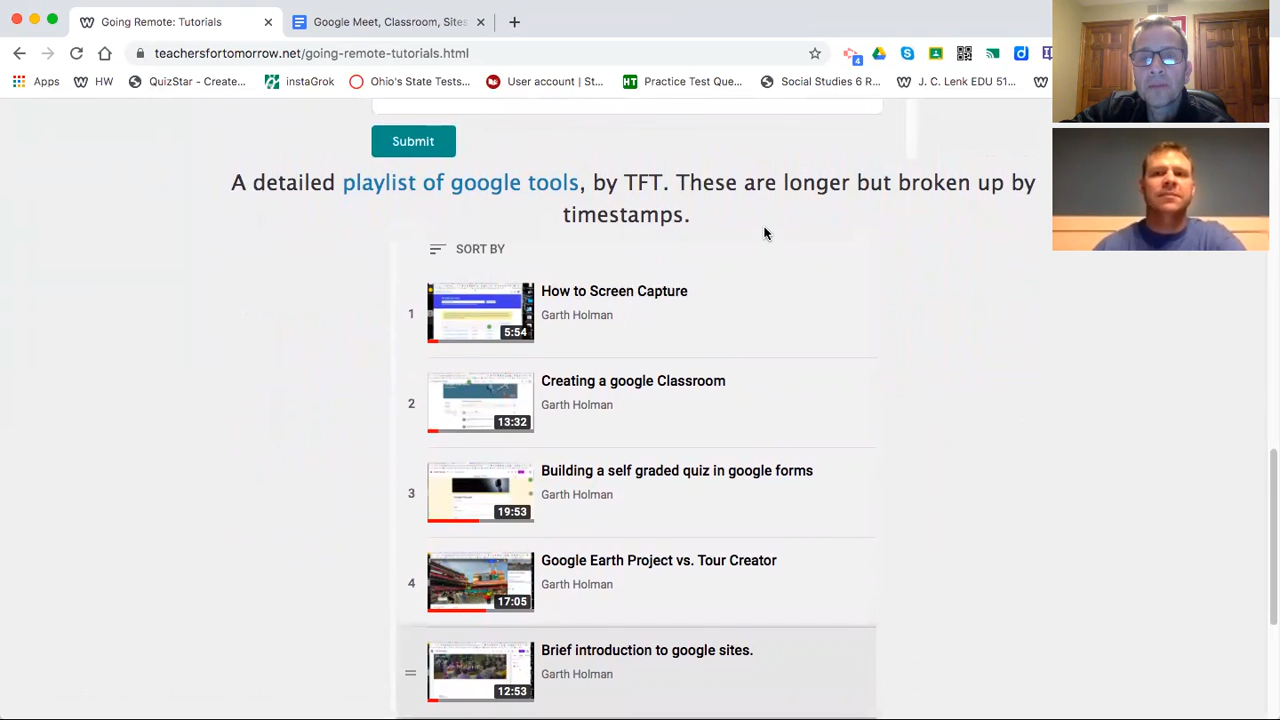 Going Remote: Tutorials
Google Meet, Classroom, Sites
teachersfortomorrow.net/going-remote-tutorials.html
4
Apps
HW
QuizStar - Create...
instaGrok
Ohio's State Tests...
User account | St...
HT
Practice Test Que...
Social Studies 6 R...
J. C. Lenk EDU 51...
Submit
A detailed playlist of google tools, by TFT. These are longer but broken up by
timestamps.
SORT BY
1
How to Screen Capture
Garth Holman
5:54
2
Creating a google Classroom
Garth Holman
13:32
3
Building a self graded quiz in google forms
Garth Holman
19:53
4
Google Earth Project vs. Tour Creator
Garth Holman
17:05
Brief introduction to google sites.
Garth Holman
12:53